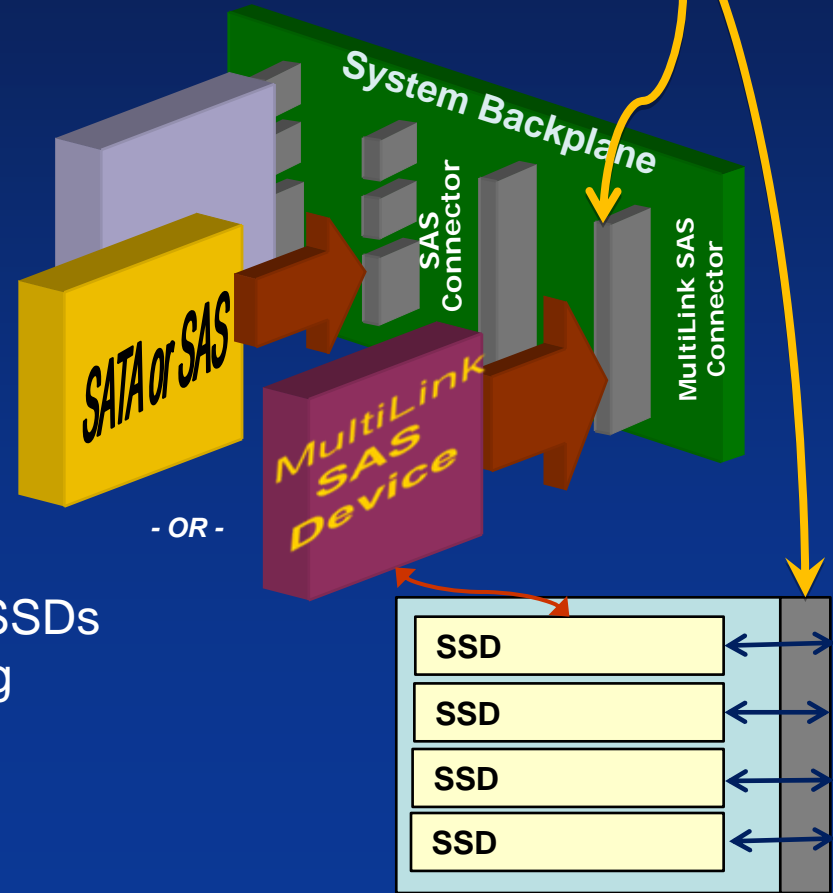 System Backplane
SAS
Connector
MultiLink SAS
Connector
SATA or SAS
MultiLink
SAS
Device
- OR -
SSDs
g
SSD
SSD
SSD
SSD